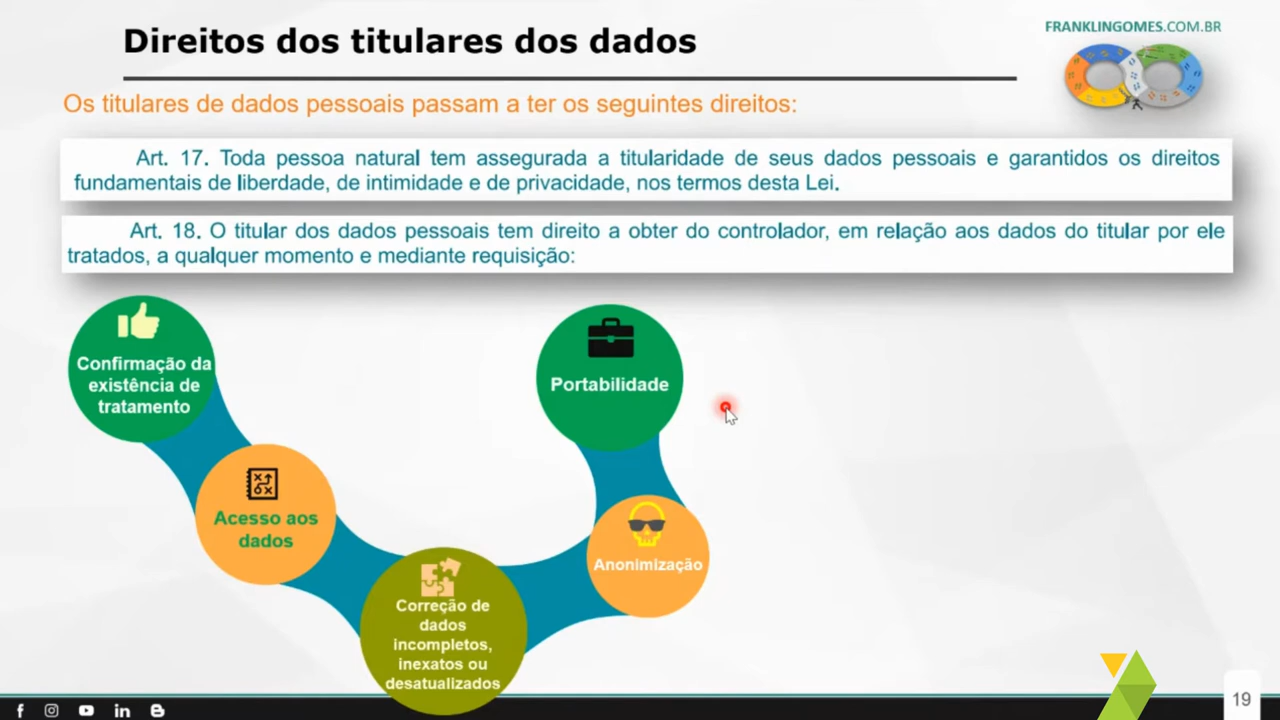 Direitos dos titulares dos dados
FRANKLINGOMES.COM.BR
Os titulares de dados pessoais passam a ter os seguintes direitos:
Art. 17. Toda pessoa natural tem assegurada a titularidade de seus dados pessoais e garantidos os direitos
fundamentais de liberdade, de intimidade e de privacidade, nos termos desta Lei.
Art. 18. O titular dos dados pessoais tem direito a obter do controlador, em relação aos dados do titular por ele
tratados, a qualquer momento e mediante requisição:
Confirmação da
existência de
tratamento
Acesso aos
dados
Correção de
dados
incompletos,
inexatos ou
desatualizados
Anonimização
Portabilidade
19